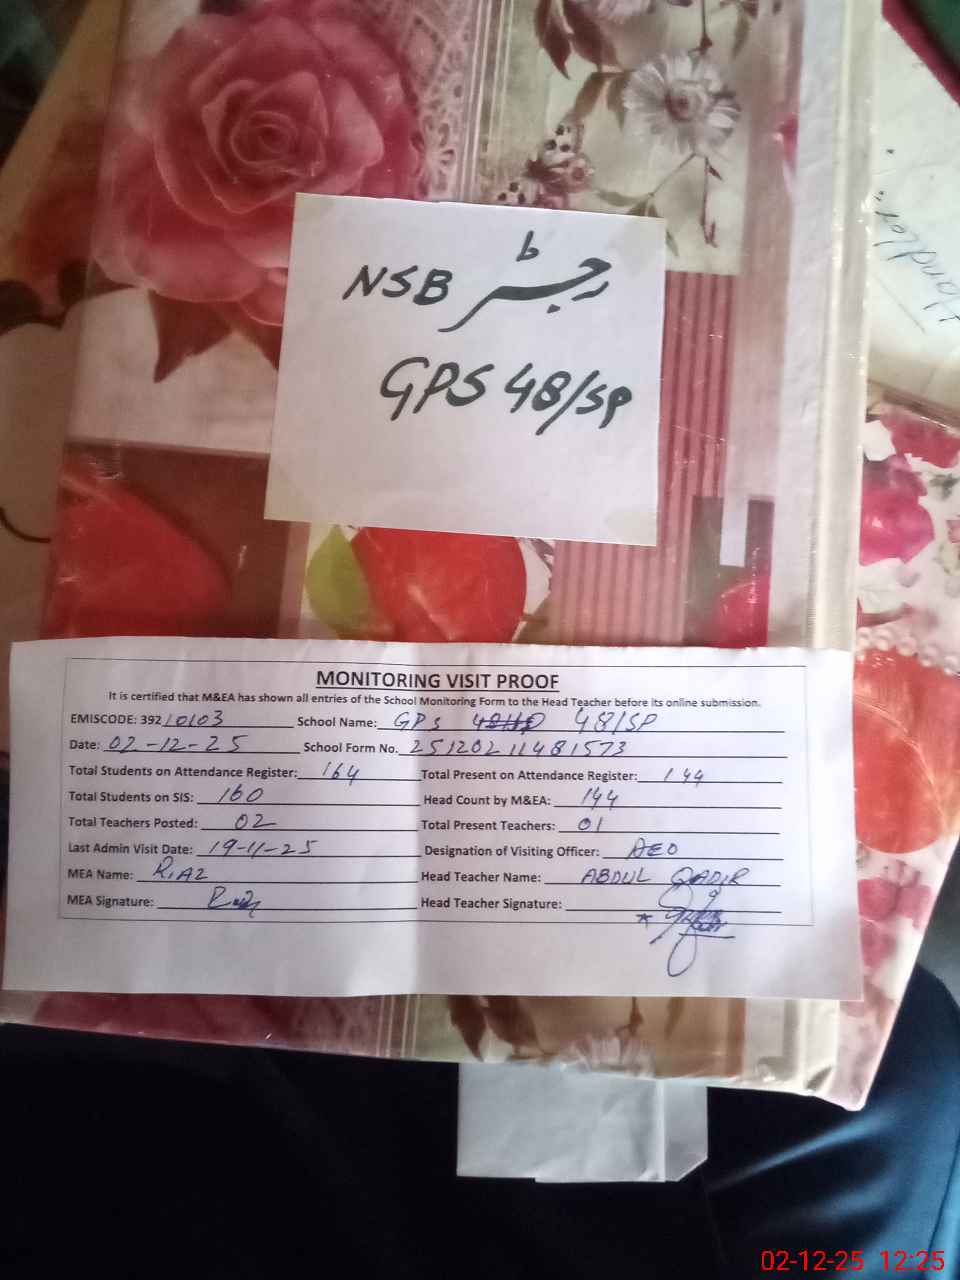 NSB رجسٹر
GPS 48/SP
MONITORING VISIT PROOF
It is certified that M&EA has shown all entries of the School Monitoring Form to the Head Teacher before its online submission.
EMISCODE: 39210103 School Name: GPS 48/SP
Date: 02-12-25 School Form No. 25120211481573
Total Students on Attendance Register: 164 Total Present on Attendance Register: 144
Total Students on SIS: 160 Head Count by M&EA: 144
Total Teachers Posted: 02 Total Present Teachers: 01
Last Admin Visit Date: 19-11-25 Designation of Visiting Officer: AEO
MEA Name: RIAZ Head Teacher Name: ABDUL QADIR
MEA Signature: Head Teacher Signature:
02-12-25 12:25